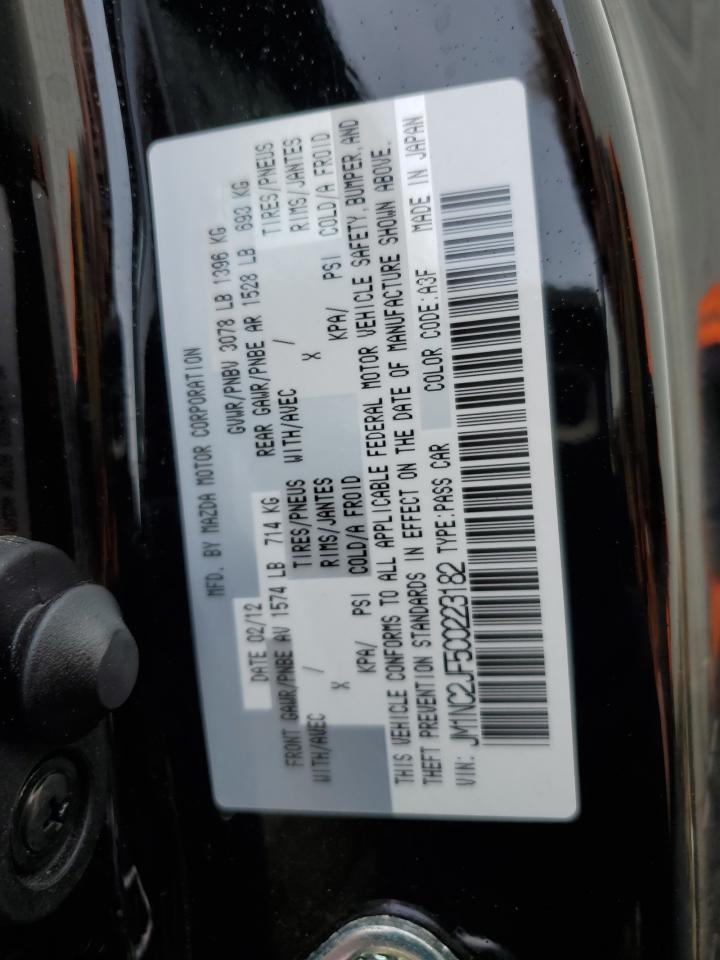 MFD. BY MAZDA MOTOR CORPORATION
DATE 02/12 GVWR/PNBV 3078 LB 1396 KG
FRONT GAWR/PNBE AV 1574 LB 714 KG REAR GAWR/PNBE AR 1528 LB 693 KG
WITH/AVEC / TIRES/PNEUS WITH/AVEC / TIRES/PNEUS
X RIMS/JANTES X RIMS/JANTES
KPA/ PSI COLD/A FROID KPA/ PSI COLD/A FROID
THIS VEHICLE CONFORMS TO ALL APPLICABLE FEDERAL MOTOR VEHICLE SAFETY, BUMPER, AND
THEFT PREVENTION STANDARDS IN EFFECT ON THE DATE OF MANUFACTURE SHOWN ABOVE.
VIN: JM1NC2JF500223182 TYPE:PASS CAR COLOR CODE:A3F MADE IN JAPAN